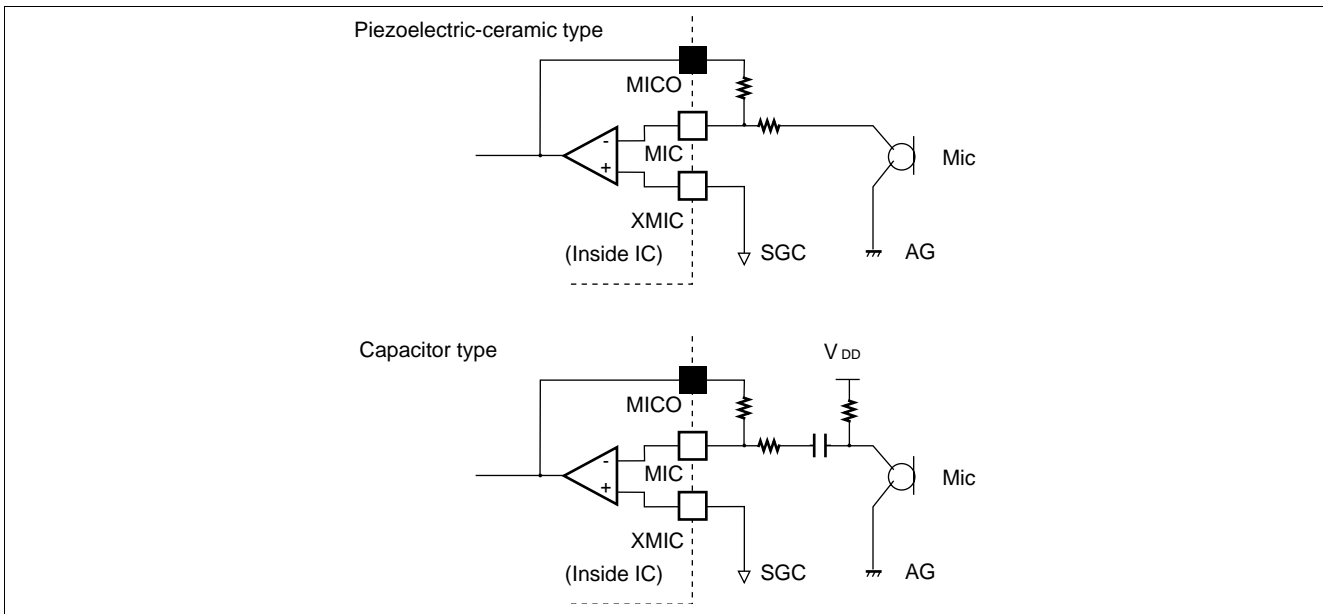 Piezoelectric-ceramic type
MICO
-
MIC
Mic
+
XMIC
(Inside IC)
SGC
AG
Capacitor type
V DD
MICO
-
MIC
Mic
+
XMIC
(Inside IC)
SGC
AG